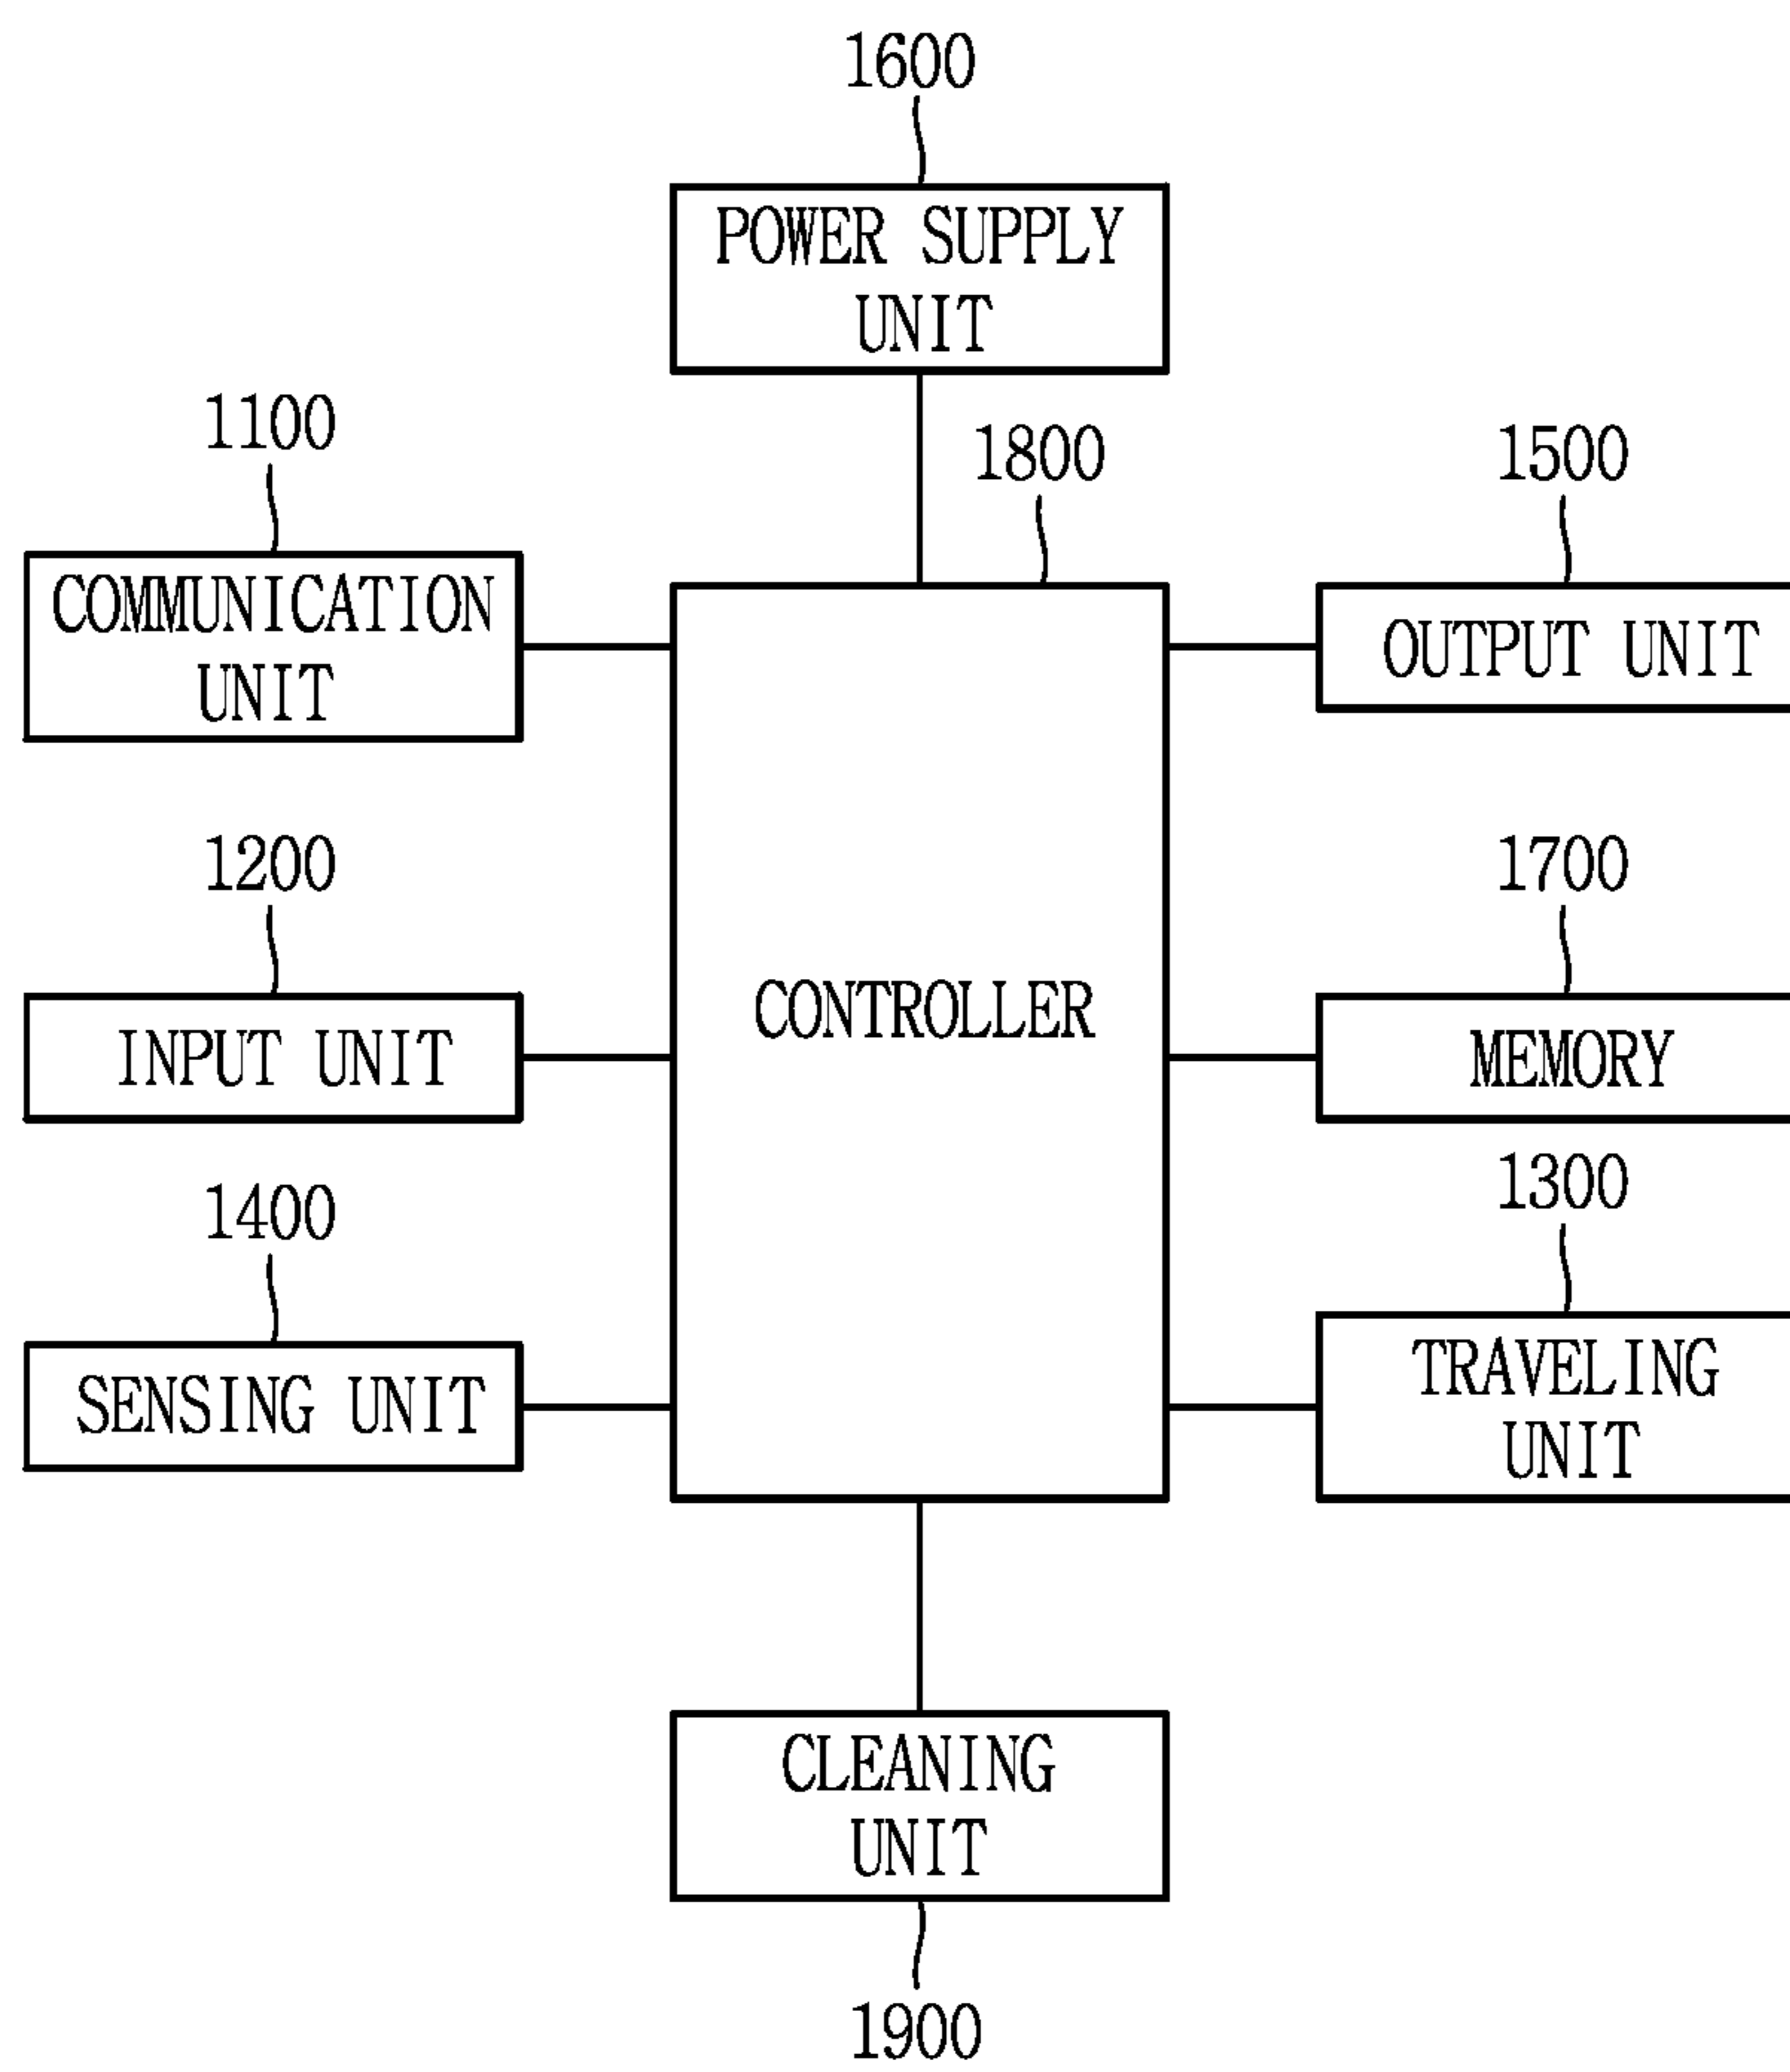 1600
POWER SUPPLY
UNIT
1100
COMMUNICATION
UNIT
1800
1500
OUTPUT UNIT
1200
INPUT UNIT
CONTROLLER
1700
MEMORY
1400
SENSING UNIT
1300
TRAVELING
UNIT
CLEANING
UNIT
1900